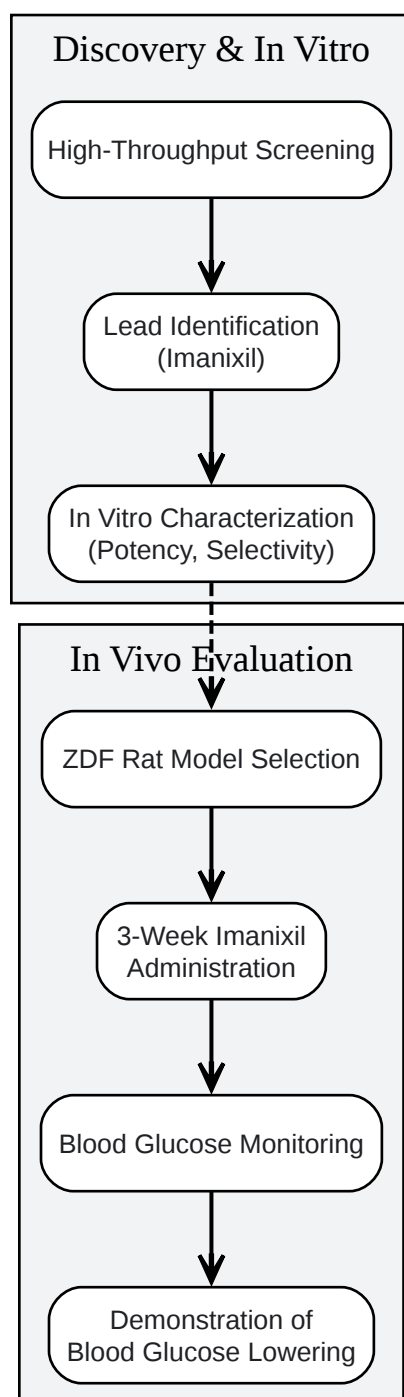 Discovery & In Vitro
High-Throughput Screening
Lead Identification
(Imanixil)
In Vitro Characterization
(Potency, Selectivity)
In Vivo Evaluation
ZDF Rat Model Selection
3-Week Imanixil
Administration
Blood Glucose Monitoring
Demonstration of
Blood Glucose Lowering